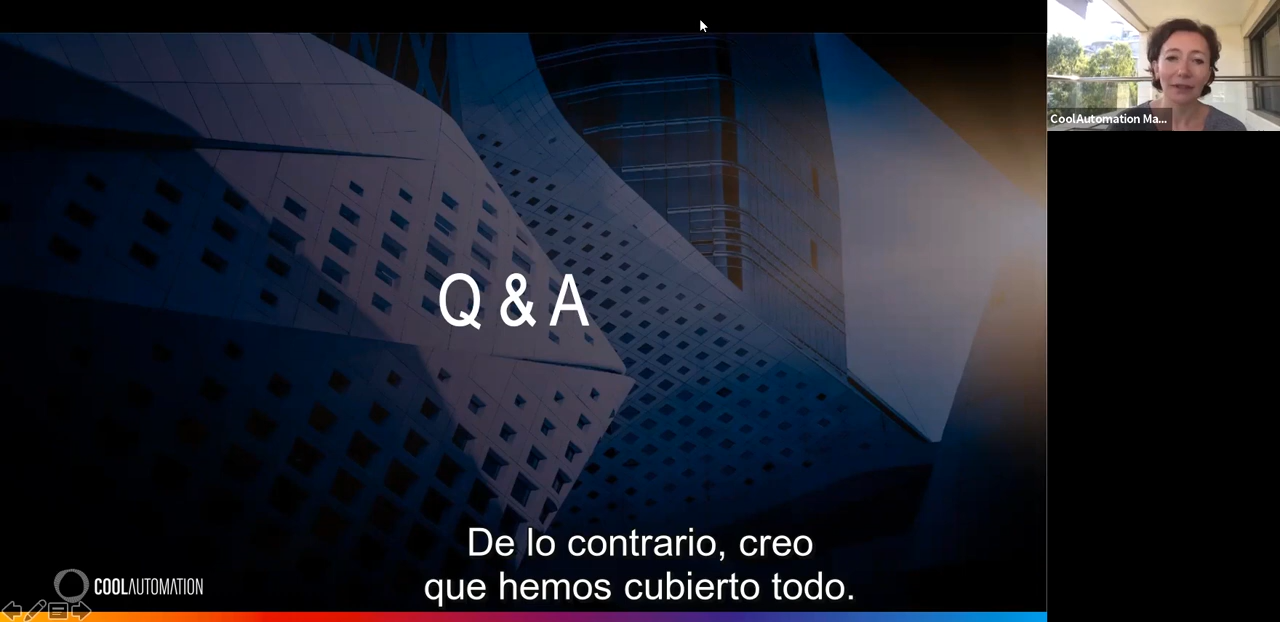 CoolAutomation Ma...
Q & A
De lo contrario, creo
que hemos cubierto todo.
COOLAUTOMATION